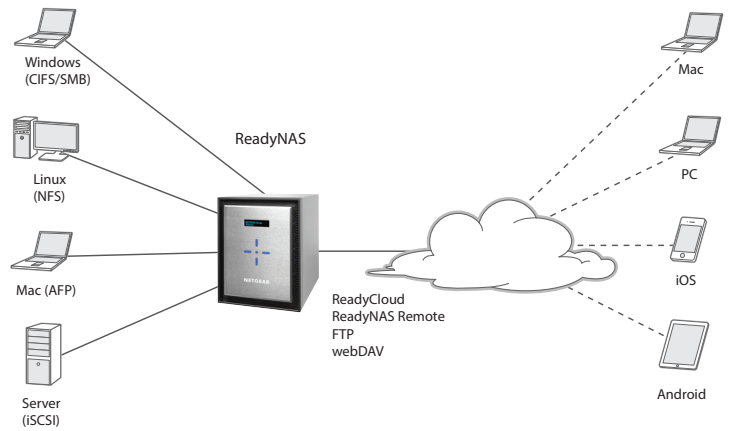 Windows
(CIFS/SMB)
Linux
(NFS)
Mac (AFP)
Server
(iSCSI)
ReadyNAS
NETGEAR
ReadyCloud
ReadyNAS Remote
FTP
webDAV
Mac
PC
iOS
Android